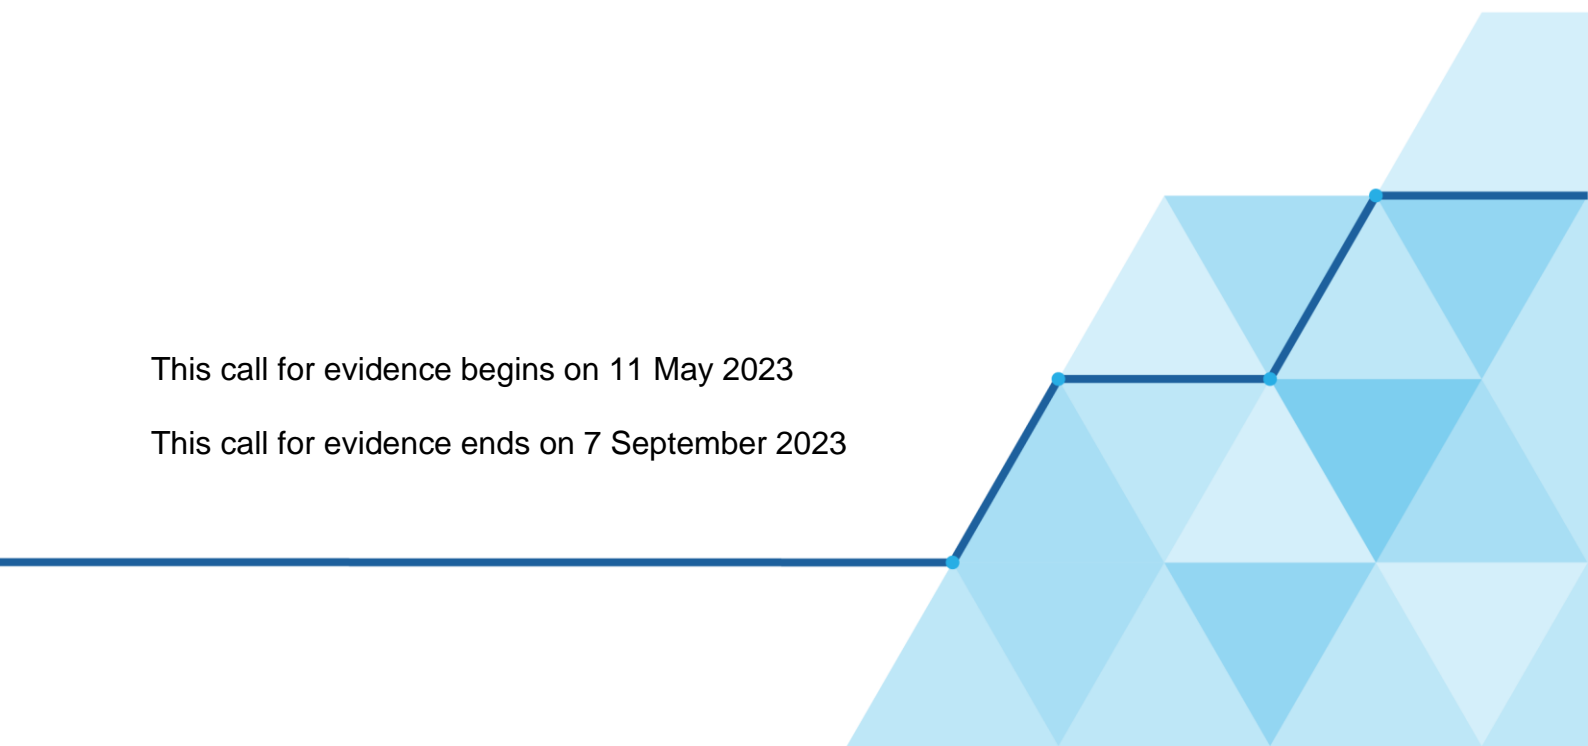 This call for evidence begins on 11 May 2023
This call for evidence ends on 7 September 2023